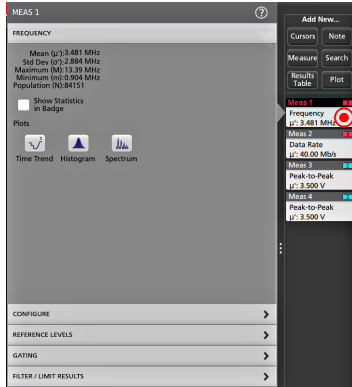 MEAS 1
?
FREQUENCY
Mean (μ'):3.481 MHz
Std Dev (σ'):2.884 MHz
Maximum (M):13.39 MHz
Minimum (m):0.904 MHz
Population (N):84151
Show Statistics
in Badge
Plots
Time Trend Histogram Spectrum
CONFIGURE
REFERENCE LEVELS
GATING
FILTER / LIMIT RESULTS
Add New...
Cursors Note
Measure Search
Results
Table
Plot
Meas 1
Frequency
μ': 3.481 MHz
Meas 2
Data Rate
μ': 40.00 Mb/s
Meas 3
Peak-to-Peak
μ': 3.500 V
Meas 4
Peak-to-Peak
μ': 3.500 V